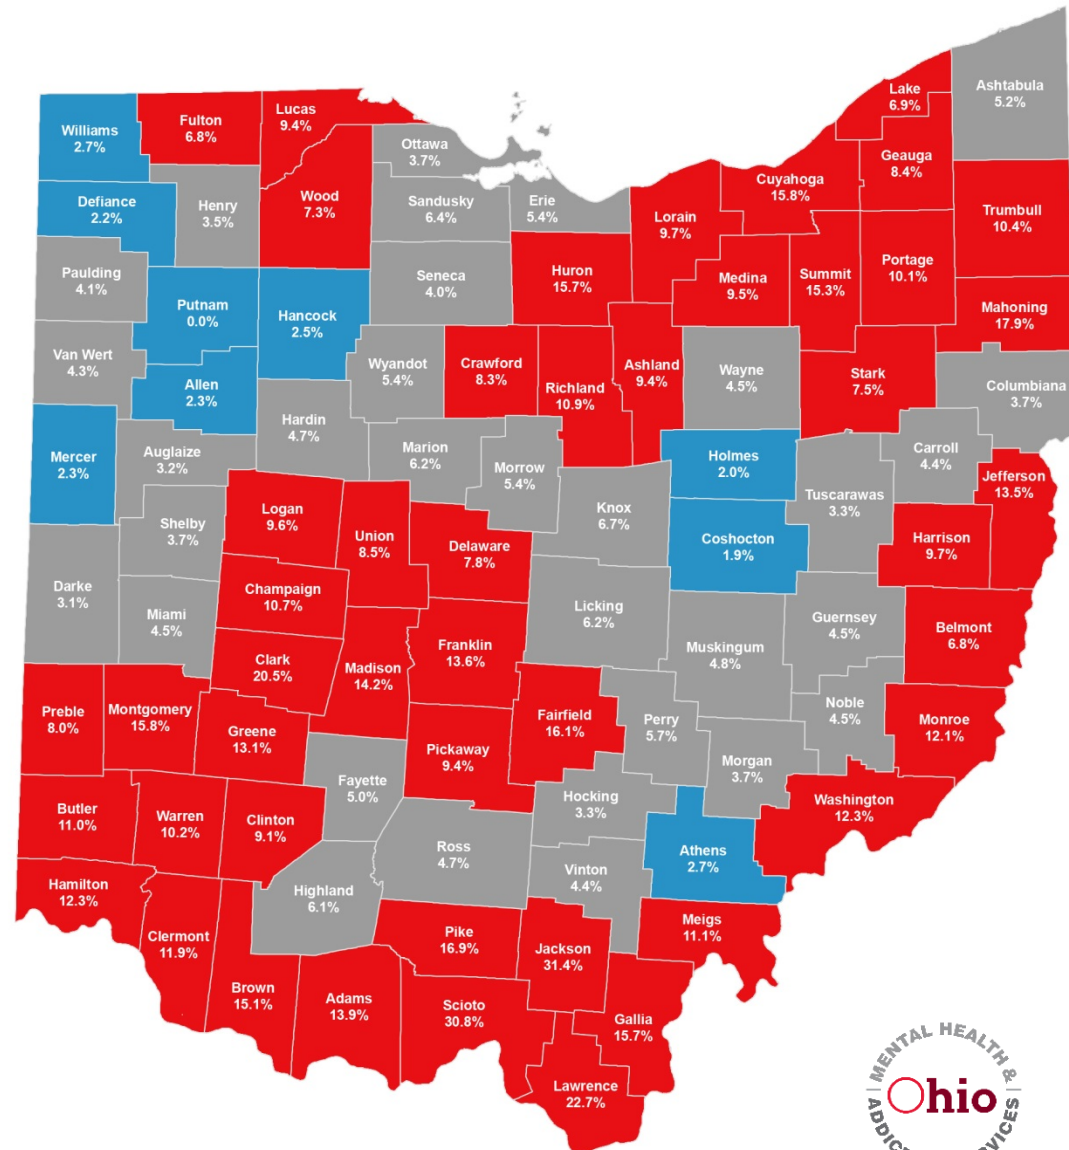 Ashtabula
5.2%
Lake
6.9%
Williams
2.7%
Fulton
6.8%
Lucas
9.4%
Ottawa
3.7%
Geauga
8.4%
Cuyahoga
15.8%
Defiance
2.2%
Henry
3.5%
Wood
7.3%
Sandusky
6.4%
Erie
5.4%
Lorain
9.7%
Trumbull
10.4%
Paulding
4.1%
Seneca
4.0%
Huron
15.7%
Medina
9.5%
Summit
15.3%
Portage
10.1%
Putnam
0.0%
Hancock
2.5%
Mahoning
17.9%
Van Wert
4.3%
Allen
2.3%
Wyandot
5.4%
Crawford
8.3%
Richland
10.9%
Ashland
9.4%
Wayne
4.5%
Stark
7.5%
Columbiana
3.7%
Mercer
2.3%
Auglaize
3.2%
Hardin
4.7%
Marion
6.2%
Morrow
5.4%
Holmes
2.0%
Carroll
4.4%
Jefferson
13.5%
Tuscarawas
3.3%
Shelby
3.7%
Logan
9.6%
Union
8.5%
Delaware
7.8%
Knox
6.7%
Coshocton
1.9%
Harrison
9.7%
Darke
3.1%
Miami
4.5%
Champaign
10.7%
Licking
6.2%
Guernsey
4.5%
Belmont
6.8%
Clark
20.5%
Madison
14.2%
Franklin
13.6%
Muskingum
4.8%
Preble
8.0%
Montgomery
15.8%
Greene
13.1%
Fairfield
16.1%
Perry
5.7%
Noble
4.5%
Monroe
12.1%
Pickaway
9.4%
Morgan
3.7%
Fayette
5.0%
Hocking
3.3%
Washington
12.3%
Butler
11.0%
Warren
10.2%
Clinton
9.1%
Ross
4.7%
Athens
2.7%
Vinton
4.4%
Hamilton
12.3%
Highland
6.1%
Meigs
11.1%
Clermont
11.9%
Pike
16.9%
Jackson
31.4%
Brown
15.1%
Adams
13.9%
Scioto
30.8%
Gallia
15.7%
Lawrence
22.7%
MENTAL HEALTH &
Ohio